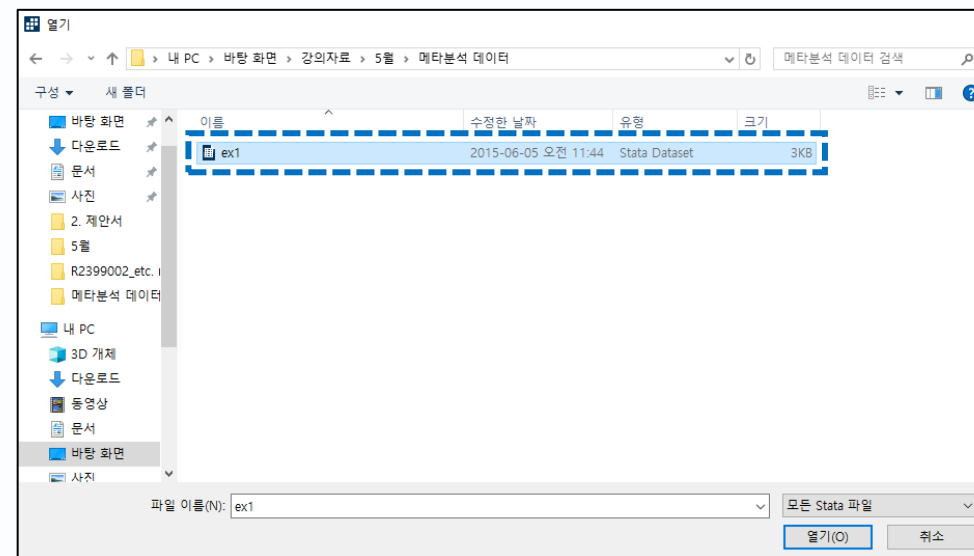 열기
내 PC › 바탕 화면 › 강의자료 › 5월 › 메타분석 데이터
메타분석 데이터 검색
구성 새 폴더
이름 수정한 날짜 유형 크기
ex1 2015-06-05 오전 11:44 Stata Dataset 3KB
바탕 화면
다운로드
문서
사진
2. 제안서
5월
R2399002_etc.
메타분석 데이터
내 PC
3D 개체
다운로드
동영상
문서
바탕 화면
사진
파일 이름(N): ex1 모든 Stata 파일
열기(O) 취소